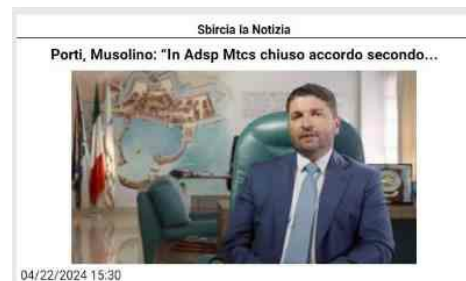 Sbircia la Notizia
Porti, Musolino: “In Adsp Mtcs chiuso accordo secondo...
04/22/2024 15:30